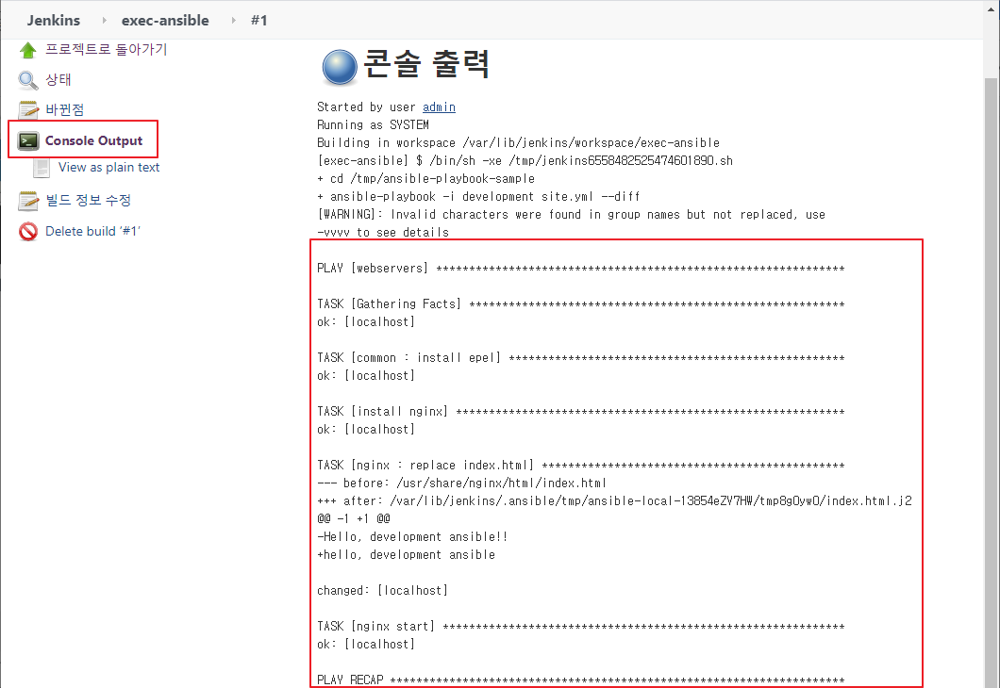 Jenkins › exec-ansible › #1
프로젝트로 돌아가기
상태
바뀐점
Console Output
View as plain text
빌드 정보 수정
Delete build ‘#1’
콘솔 출력
Started by user admin
Running as SYSTEM
Building in workspace /var/lib/jenkins/workspace/exec-ansible
[exec-ansible] $ /bin/sh -xe /tmp/jenkins6558482525474601890.sh
+ cd /tmp/ansible-playbook-sample
+ ansible-playbook -i development site.yml --diff
[WARNING]: Invalid characters were found in group names but not replaced, use
-vvvv to see details
PLAY [webservers] **************************************************************
TASK [Gathering Facts] *********************************************************
ok: [localhost]
TASK [common : install epel] ***************************************************
ok: [localhost]
TASK [install nginx] ***********************************************************
ok: [localhost]
TASK [nginx : replace index.html] **********************************************
--- before: /usr/share/nginx/html/index.html
+++ after: /var/lib/jenkins/.ansible/tmp/ansible-local-13854eZY7HW/tmp8gOywO/index.html.j2
@@ -1 +1 @@
-Hello, development ansible!!
+hello, development ansible
changed: [localhost]
TASK [nginx start] *************************************************************
ok: [localhost]
PLAY RECAP *********************************************************************